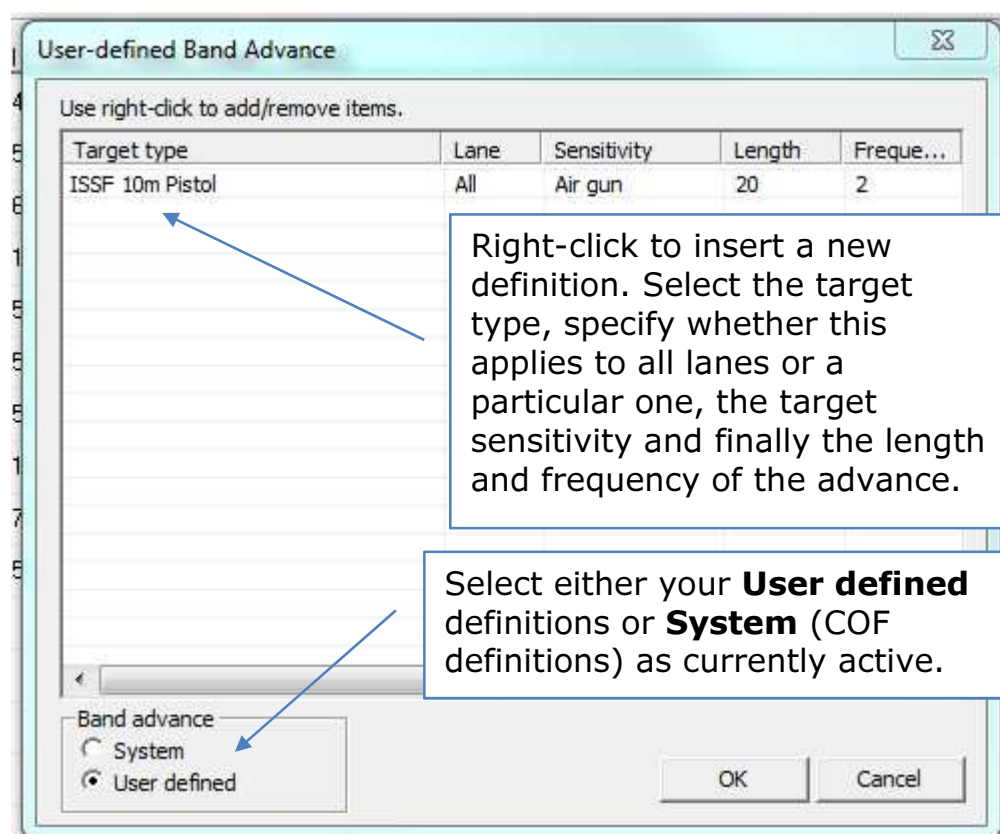 User-defined Band Advance
Use right-click to add/remove items.
Target type Lane Sensitivity Length Freque...
ISSF 10m Pistol All Air gun 20 2
Right-click to insert a new
definition. Select the target
type, specify whether this
applies to all lanes or a
particular one, the target
sensitivity and finally the length
and frequency of the advance.
Select either your User defined
definitions or System (COF
definitions) as currently active.
Band advance
System
User defined
OK Cancel